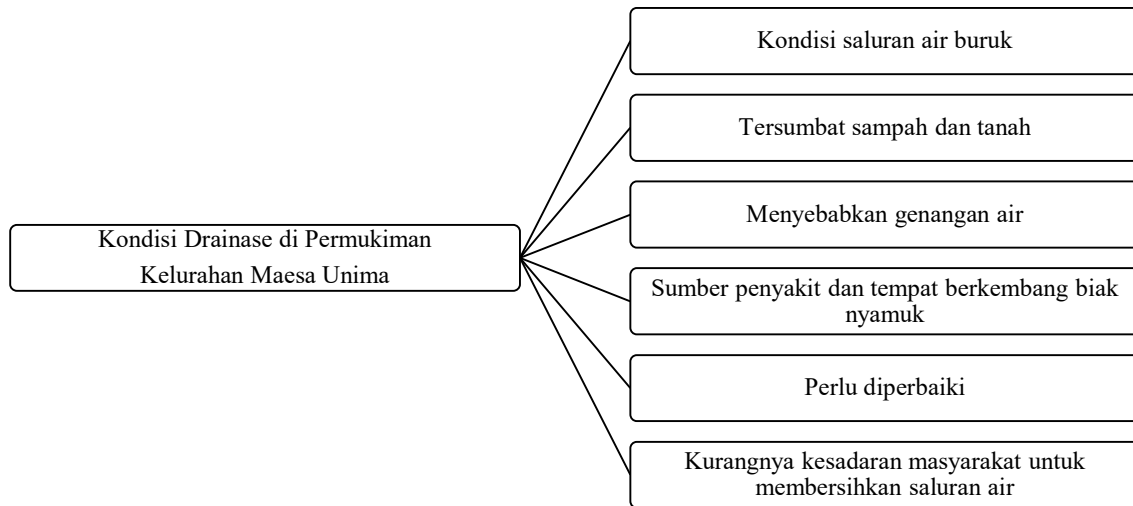 Kondisi saluran air buruk
Tersumbat sampah dan tanah
Menyebabkan genangan air
Kondisi Drainase di Permukiman
Kelurahan Maesa Unima
Sumber penyakit dan tempat berkembang biak
nyamuk
Perlu diperbaiki
Kurangnya kesadaran masyarakat untuk
membersihkan saluran air